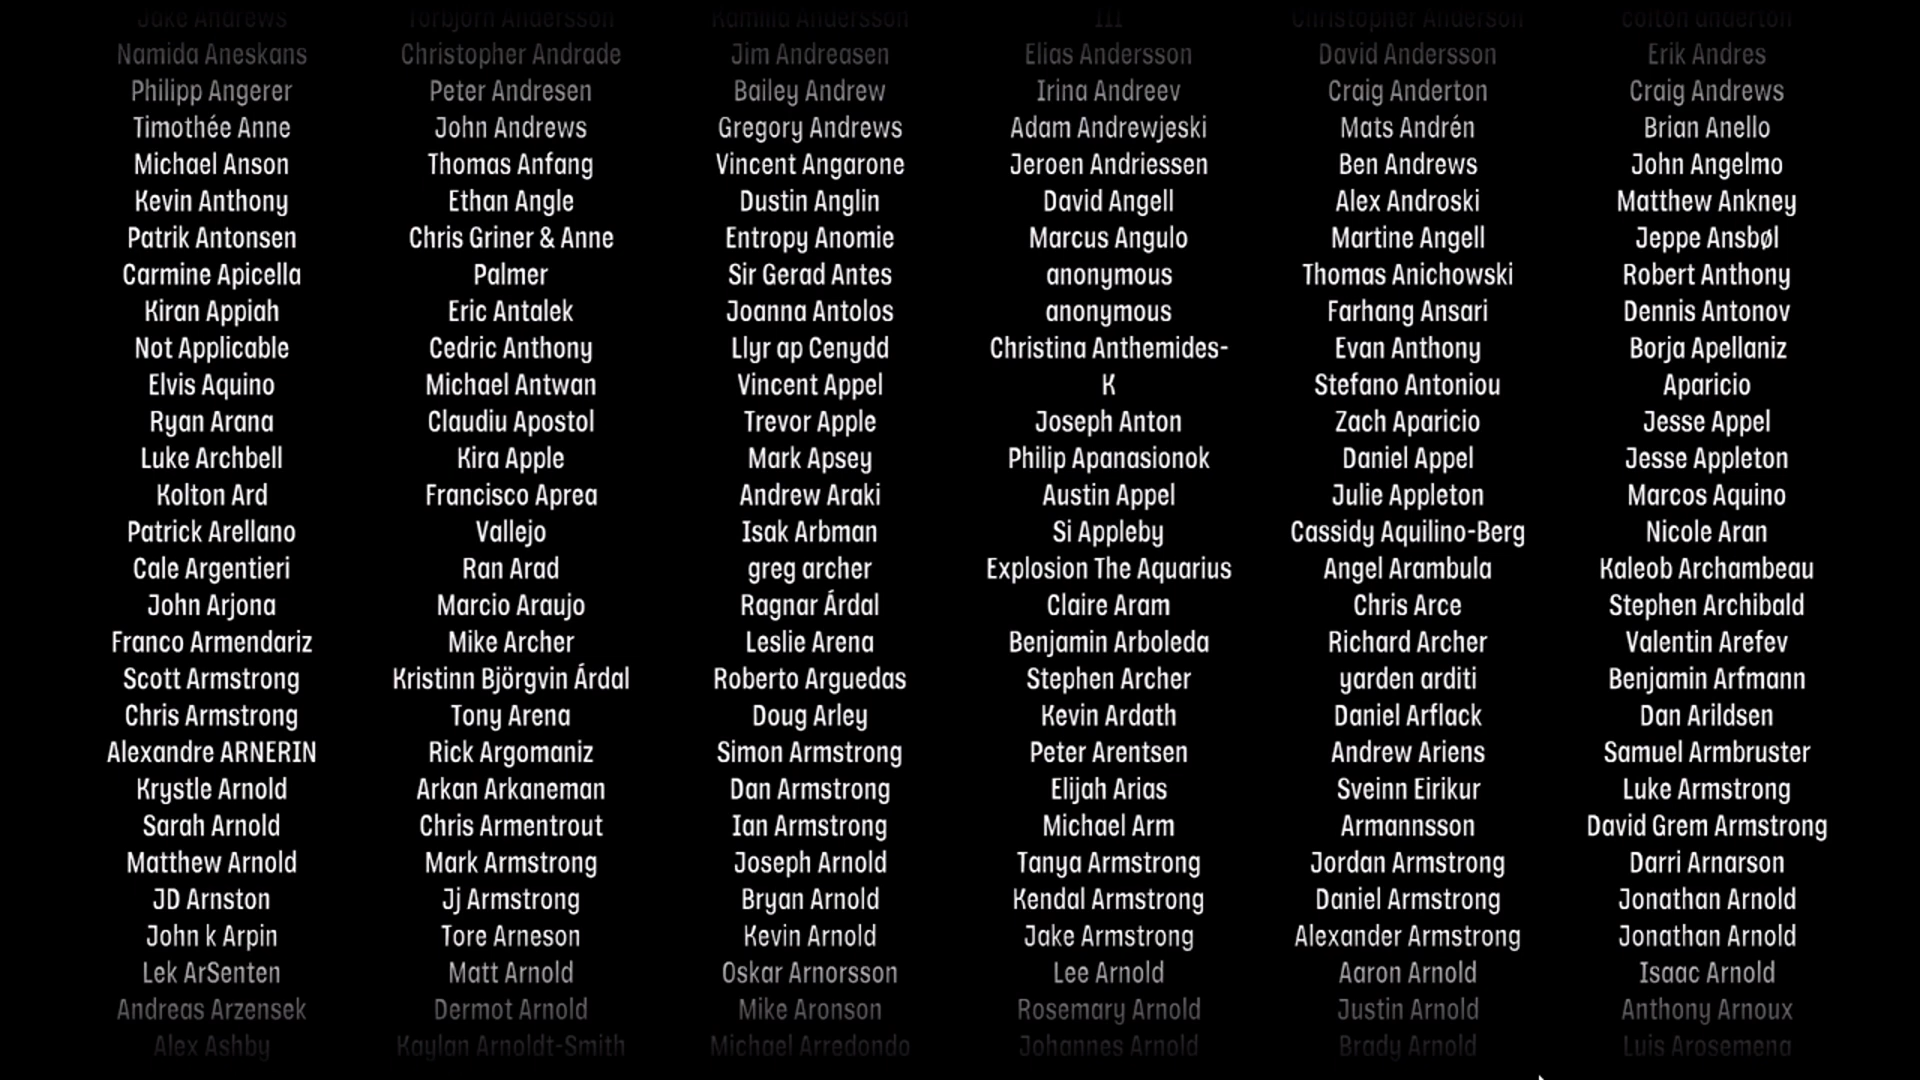 Jake Andrews
Torbjörn Andersson
Kamilla Andersson
III
Christopher Anderson
colton anderton
Namida Aneskans
Christopher Andrade
Jim Andreasen
Elias Andersson
David Andersson
Erik Andres
Philipp Angerer
Peter Andresen
Bailey Andrew
Irina Andreev
Craig Anderton
Craig Andrews
Timothée Anne
John Andrews
Gregory Andrews
Adam Andrewjeski
Mats Andrén
Brian Anello
Michael Anson
Thomas Anfang
Vincent Angarone
Jeroen Andriessen
Ben Andrews
John Angelmo
Kevin Anthony
Ethan Angle
Dustin Anglin
David Angell
Alex Androski
Matthew Ankney
Patrik Antonsen
Chris Griner & Anne
Entropy Anomie
Marcus Angulo
Martine Angell
Jeppe Ansbøl
Carmine Apicella
Palmer
Sir Gerad Antes
anonymous
Thomas Anichowski
Robert Anthony
Kiran Appiah
Eric Antalek
Joanna Antolos
anonymous
Farhang Ansari
Dennis Antonov
Not Applicable
Cedric Anthony
Llyr ap Cenydd
Christina Anthemides-
Evan Anthony
Borja Apellaniz
Elvis Aquino
Michael Antwan
Vincent Appel
K
Stefano Antoniou
Aparicio
Ryan Arana
Claudiu Apostol
Trevor Apple
Joseph Anton
Zach Aparicio
Jesse Appel
Luke Archbell
Kira Apple
Mark Apsey
Philip Apanasionok
Daniel Appel
Jesse Appleton
Kolton Ard
Francisco Aprea
Andrew Araki
Austin Appel
Julie Appleton
Marcos Aquino
Patrick Arellano
Vallejo
Isak Arbman
Si Appleby
Cassidy Aquilino-Berg
Nicole Aran
Cale Argentieri
Ran Arad
greg archer
Explosion The Aquarius
Angel Arambula
Kaleob Archambeau
John Arjona
Marcio Araujo
Ragnar Árdal
Claire Aram
Chris Arce
Stephen Archibald
Franco Armendariz
Mike Archer
Leslie Arena
Benjamin Arboleda
Richard Archer
Valentin Arefev
Scott Armstrong
Kristinn Björgvin Árdal
Roberto Arguedas
Stephen Archer
yarden arditi
Benjamin Arfmann
Chris Armstrong
Tony Arena
Doug Arley
Kevin Ardath
Daniel Arflack
Dan Arildsen
Alexandre ARNERIN
Rick Argomaniz
Simon Armstrong
Peter Arentsen
Andrew Ariens
Samuel Armbruster
Krystle Arnold
Arkan Arkaneman
Dan Armstrong
Elijah Arias
Sveinn Eirikur
Luke Armstrong
Sarah Arnold
Chris Armentrout
Ian Armstrong
Michael Arm
Armannsson
David Grem Armstrong
Matthew Arnold
Mark Armstrong
Joseph Arnold
Tanya Armstrong
Jordan Armstrong
Darri Arnarson
JD Arnston
Jj Armstrong
Bryan Arnold
Kendal Armstrong
Daniel Armstrong
Jonathan Arnold
John k Arpin
Tore Arneson
Kevin Arnold
Jake Armstrong
Alexander Armstrong
Jonathan Arnold
Lek ArSenten
Matt Arnold
Oskar Arnorsson
Lee Arnold
Aaron Arnold
Isaac Arnold
Andreas Arzensek
Dermot Arnold
Mike Aronson
Rosemary Arnold
Justin Arnold
Anthony Arnoux
Alex Ashby
Kaylan Arnoldt-Smith
Michael Arredondo
Johannes Arnold
Brady Arnold
Luis Arosemena